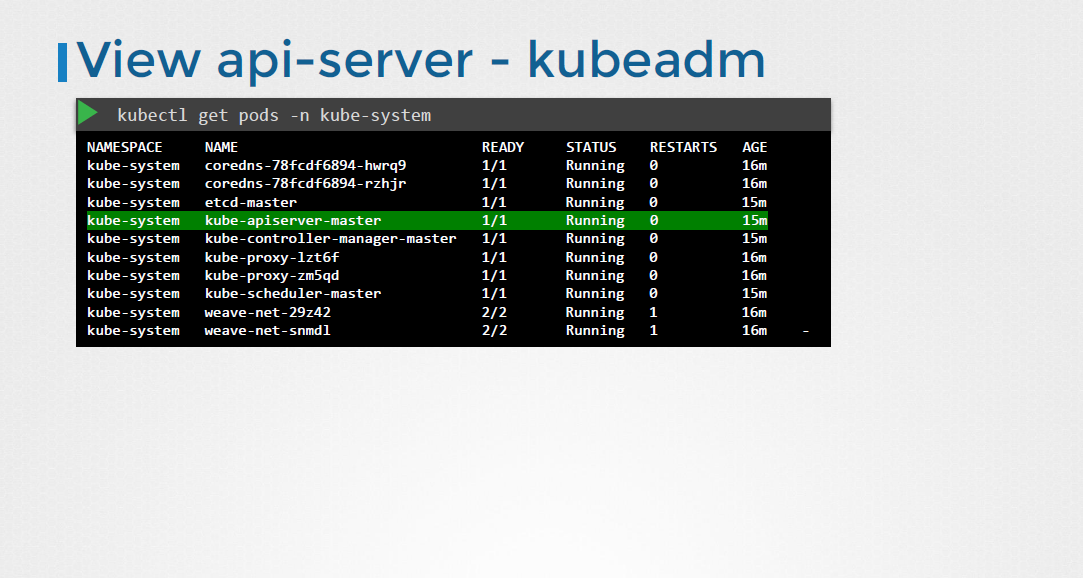 View api-server - kubeadm
kubectl get pods -n kube-system
NAMESPACE NAME READY STATUS RESTARTS AGE
kube-system coredns-78fcdf6894-hwrq9 1/1 Running 0 16m
kube-system coredns-78fcdf6894-rzhjr 1/1 Running 0 16m
kube-system etcd-master 1/1 Running 0 15m
kube-system kube-apiserver-master 1/1 Running 0 15m
kube-system kube-controller-manager-master 1/1 Running 0 15m
kube-system kube-proxy-lzt6f 1/1 Running 0 16m
kube-system kube-proxy-zm5qd 1/1 Running 0 16m
kube-system kube-scheduler-master 1/1 Running 0 15m
kube-system weave-net-29z42 2/2 Running 1 16m
kube-system weave-net-snmdl 2/2 Running 1 16m -